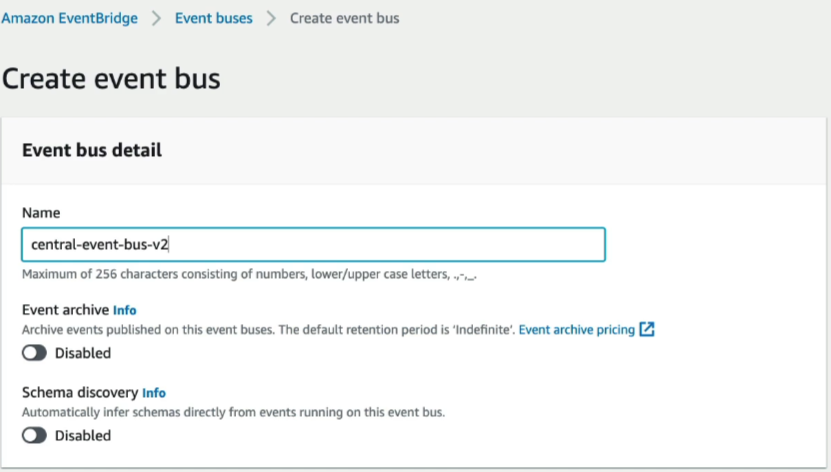 Amazon EventBridge > Event buses > Create event bus
Create event bus
Event bus detail
Name
central-event-bus-v2
Maximum of 256 characters consisting of numbers, lower/upper case letters, .,-,_.
Event archive Info
Archive events published on this event buses. The default retention period is 'Indefinite'. Event archive pricing
Disabled
Schema discovery Info
Automatically infer schemas directly from events running on this event bus.
Disabled